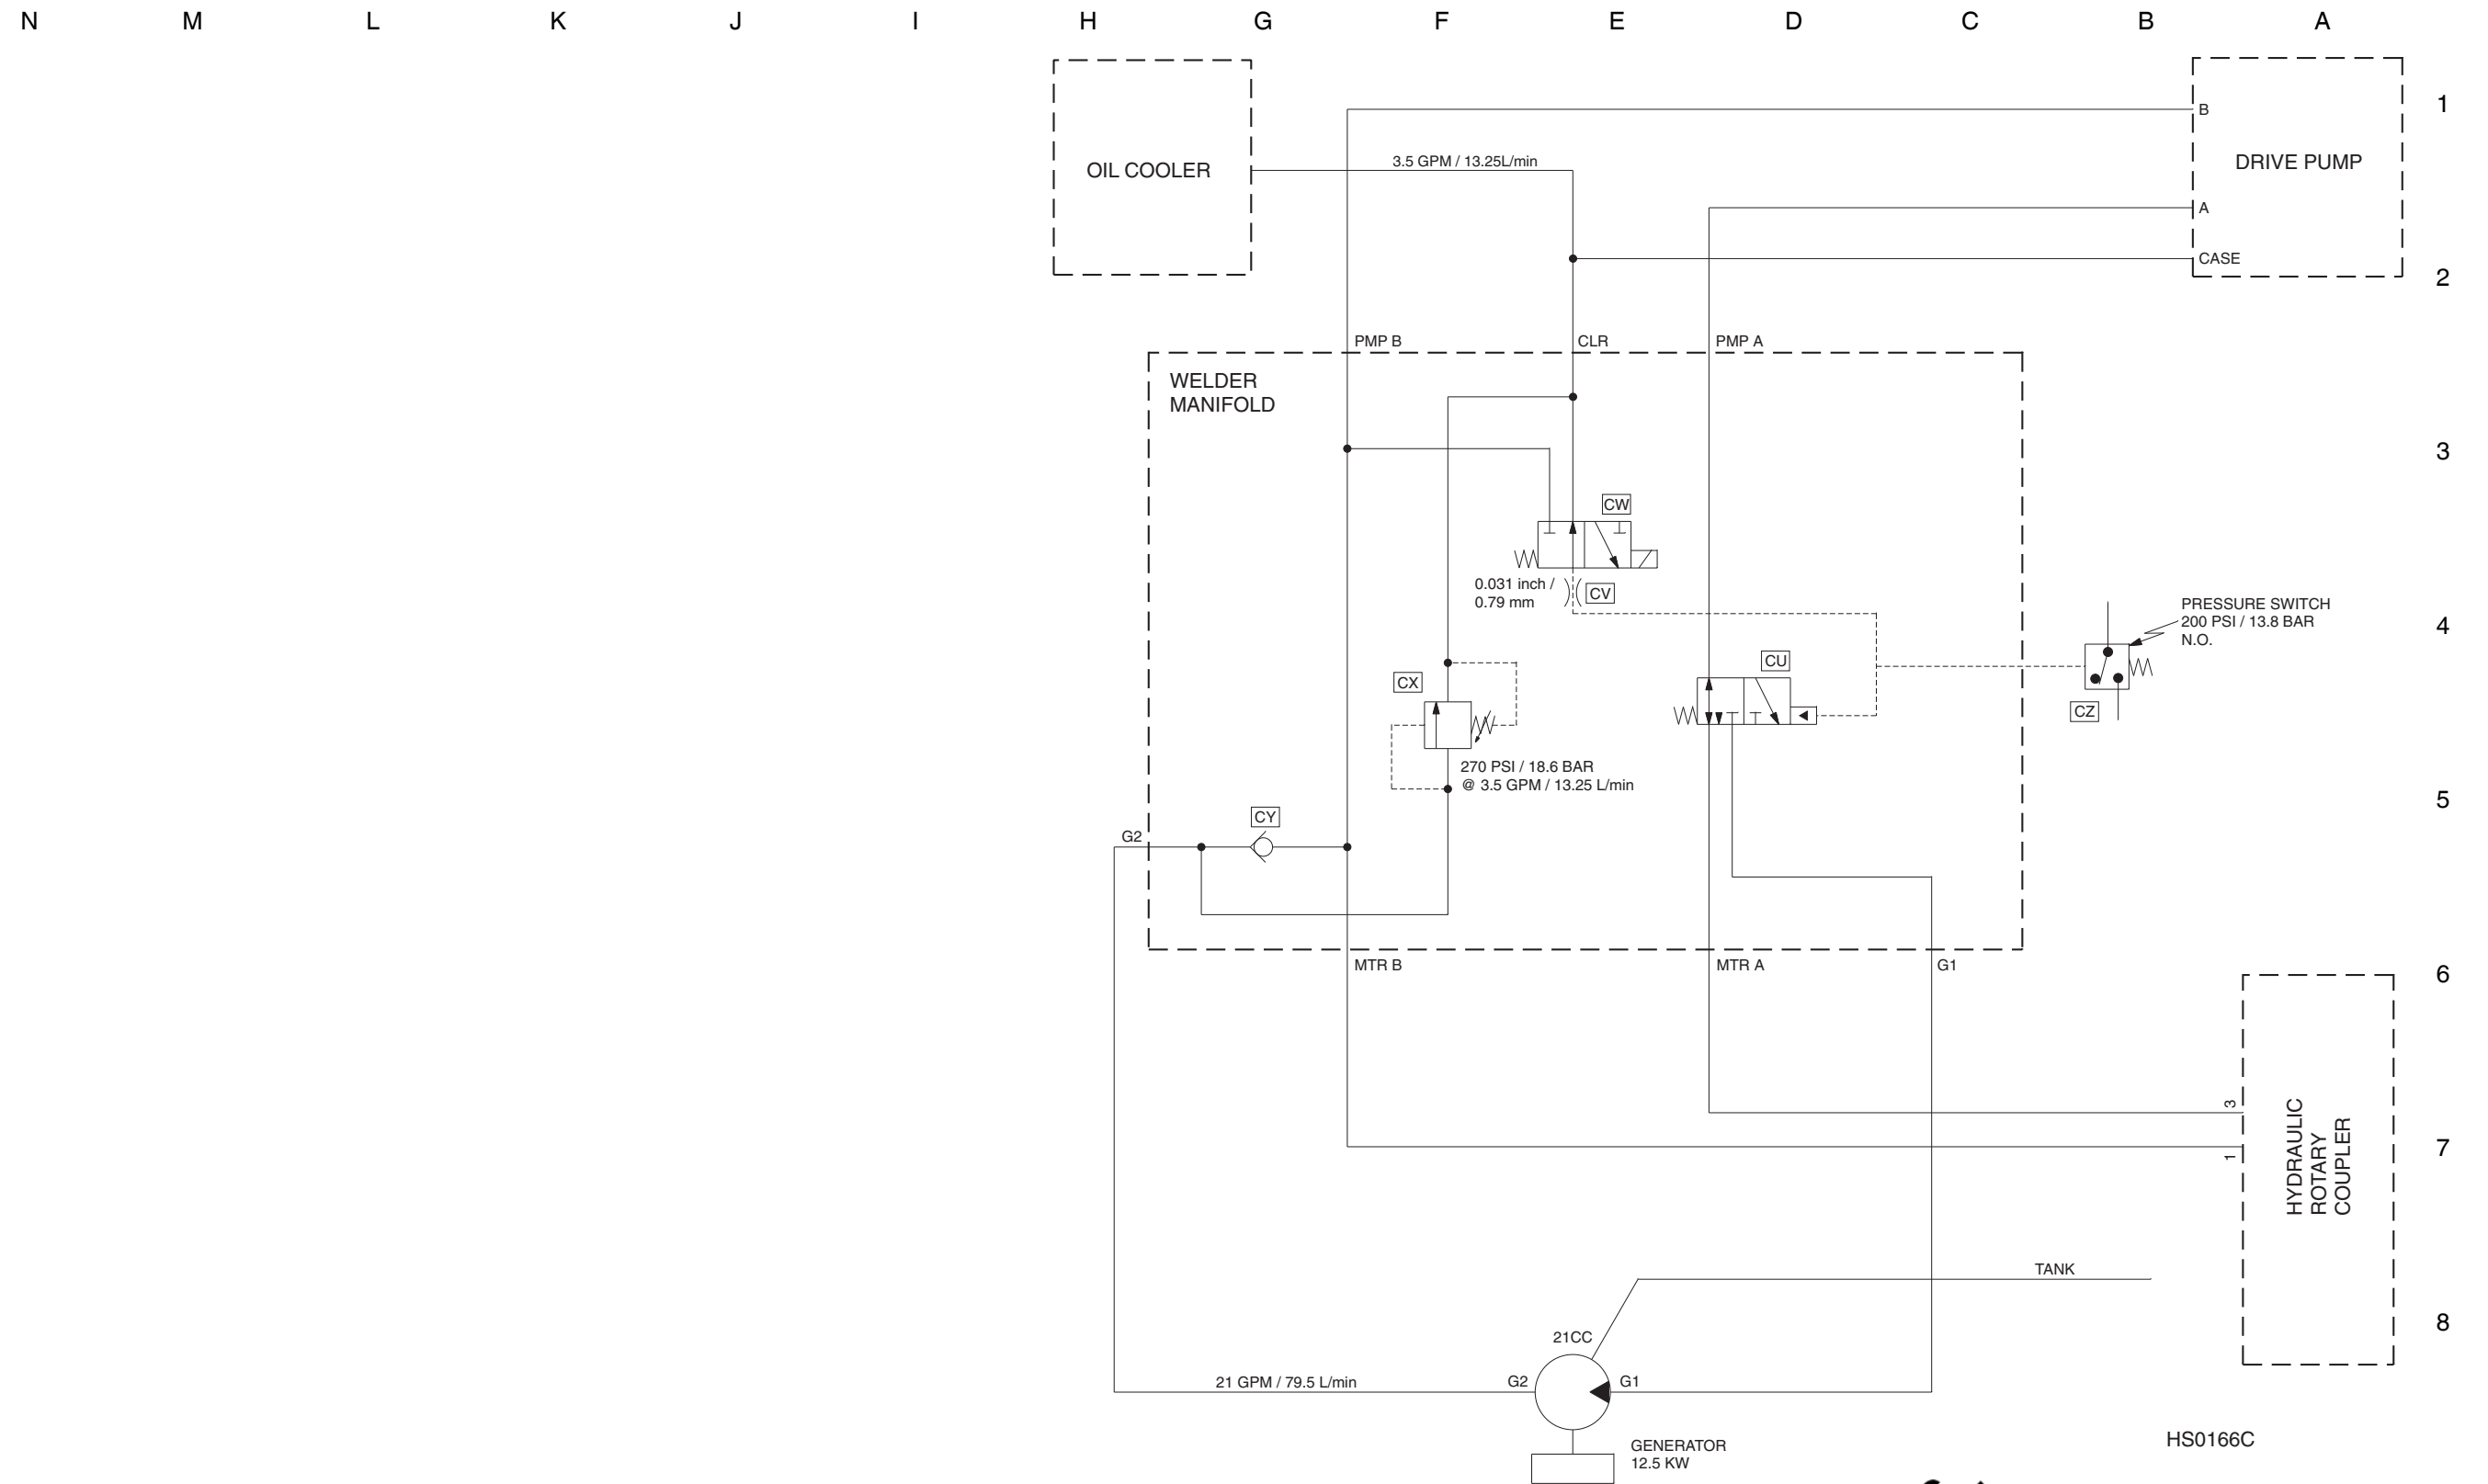 N M L K J I H G F E D C B A
1
B
3.5 GPM / 13.25L/min
OIL COOLER
DRIVE PUMP
A
CASE
2
PMP B
CLR
PMP A
WELDER
MANIFOLD
3
CW
0.031 inch /
0.79 mm
CV
PRESSURE SWITCH
200 PSI / 13.8 BAR
N.O.
4
CU
CX
CZ
270 PSI / 18.6 BAR
@ 3.5 GPM / 13.25 L/min
5
CY
G2
MTR B
MTR A
G1
6
3
1
7
HYDRAULIC
ROTARY
COUPLER
TANK
8
21CC
21 GPM / 79.5 L/min
G2
G1
GENERATOR
12.5 KW
HS0166C